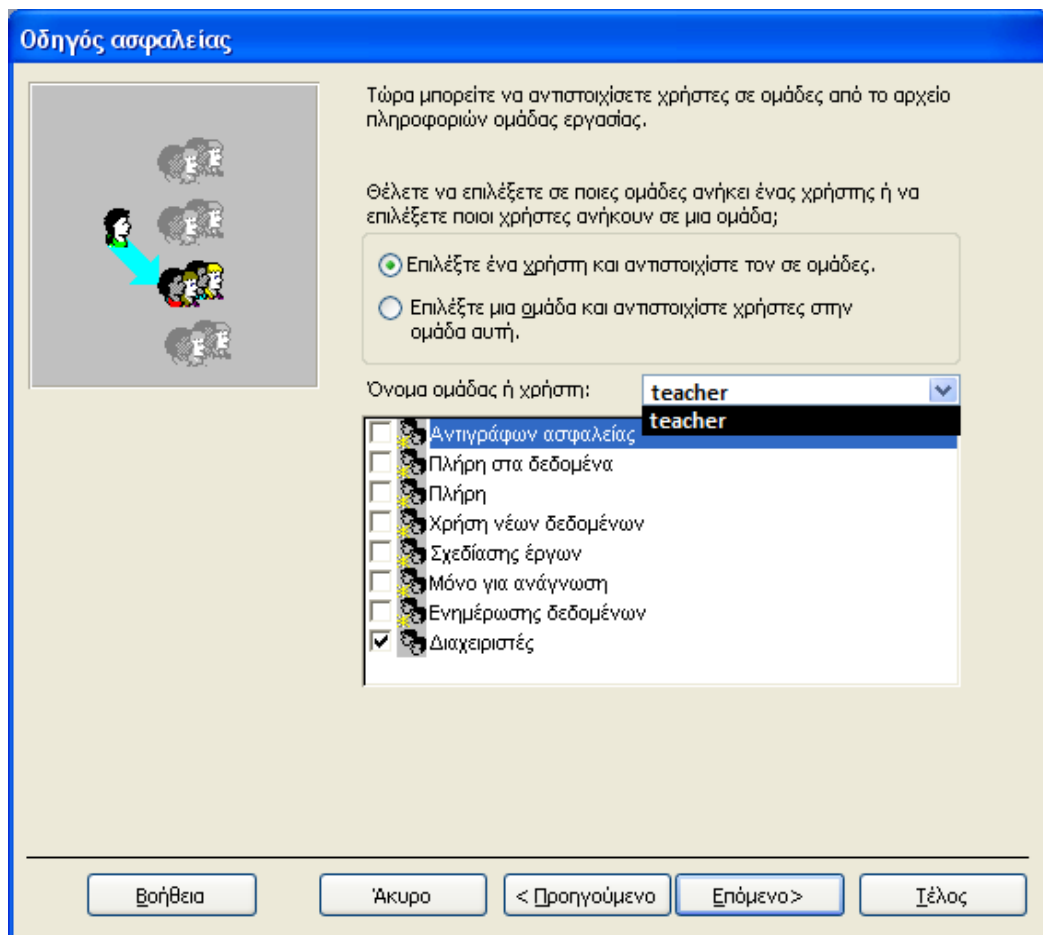 Οδηγός ασφαλείας
Τώρα μπορείτε να αντιστοιχίσετε χρήστες σε ομάδες από το αρχείο
πληροφοριών ομάδας εργασίας.
Θέλετε να επιλέξετε σε ποιες ομάδες ανήκει ένας χρήστης ή να
επιλέξετε ποιοι χρήστες ανήκουν σε μια ομάδα;
Επιλέξτε ένα χρήστη και αντιστοιχίστε τον σε ομάδες.
Επιλέξτε μια ομάδα και αντιστοιχίστε χρήστες στην
ομάδα αυτή.
Όνομα ομάδας ή χρήστη: teacher
teacher
Αντιγράφων ασφαλείας
Πλήρη στα δεδομένα
Πλήρη
Χρήση νέων δεδομένων
Σχεδίασης έργων
Μόνο για ανάγνωση
Ενημέρωσης δεδομένων
Διαχειριστές
Βοήθεια Άκυρο < Προηγούμενο Επόμενο > Τέλος